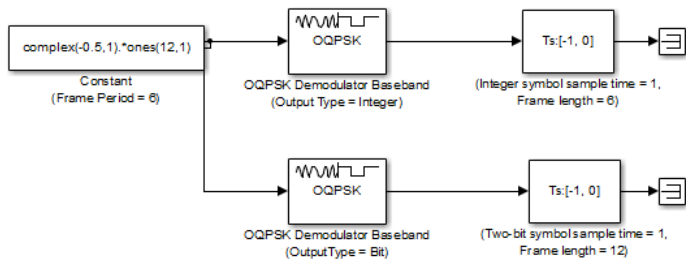 complex(-0.5,1).*ones(12,1)
Constant
(Frame Period = 6)
OQPSK
OQPSK Demodulator Baseband
(Output Type = Integer)
Ts:[-1, 0]
(Integer symbol sample time = 1,
Frame length = 6)
OQPSK
OQPSK Demodulator Baseband
(OutputType = Bit)
Ts:[-1, 0]
(Two-bit symbol sample time = 1,
Frame length = 12)